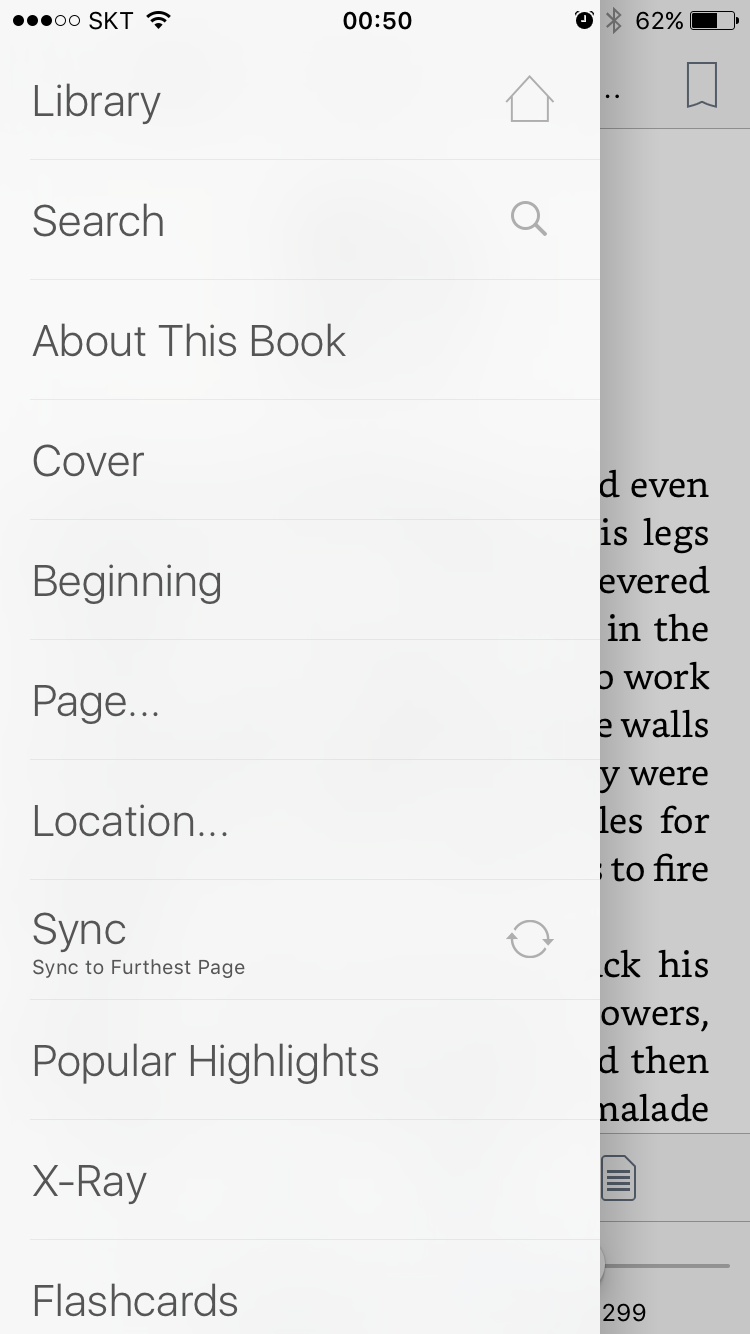 SKT 00:50 62%
..
Library
Search
About This Book
Cover
Beginning
Page...
Location...
Sync
Sync to Furthest Page
Popular Highlights
X-Ray
Flashcards
d even
is legs
evered
in the
o work
e walls
y were
les for
s to fire
ck his
owers,
d then
malade
299